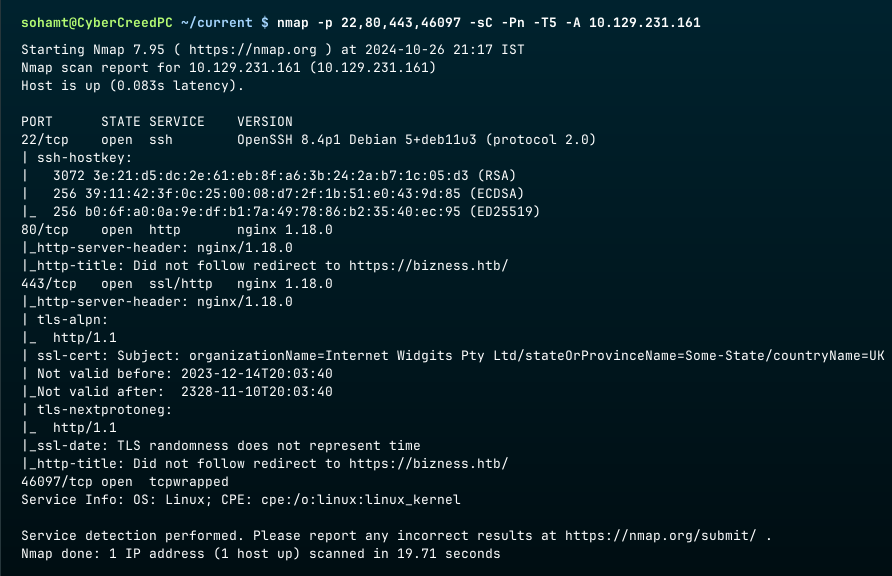 sohamt@CyberCreedPC ~/current $ nmap -p 22,80,443,46097 -sC -Pn -T5 -A 10.129.231.161
Starting Nmap 7.95 ( https://nmap.org ) at 2024-10-26 21:17 IST
Nmap scan report for 10.129.231.161 (10.129.231.161)
Host is up (0.083s latency).
PORT      STATE SERVICE    VERSION
22/tcp    open  ssh        OpenSSH 8.4p1 Debian 5+deb11u3 (protocol 2.0)
| ssh-hostkey:
|   3072 3e:21:d5:dc:2e:61:eb:8f:a6:3b:24:2a:b7:1c:05:d3 (RSA)
|   256 39:11:42:3f:0c:25:00:08:d7:2f:1b:51:e0:43:9d:85 (ECDSA)
|_  256 b0:6f:a0:0a:9e:df:b1:7a:49:78:86:b2:35:40:ec:95 (ED25519)
80/tcp    open  http       nginx 1.18.0
|_http-server-header: nginx/1.18.0
|_http-title: Did not follow redirect to https://bizness.htb/
443/tcp   open  ssl/http   nginx 1.18.0
|_http-server-header: nginx/1.18.0
| tls-alpn:
|_  http/1.1
| ssl-cert: Subject: organizationName=Internet Widgits Pty Ltd/stateOrProvinceName=Some-State/countryName=UK
| Not valid before: 2023-12-14T20:03:40
|_Not valid after:  2328-11-10T20:03:40
| tls-nextprotoneg:
|_  http/1.1
|_ssl-date: TLS randomness does not represent time
|_http-title: Did not follow redirect to https://bizness.htb/
46097/tcp open  tcpwrapped
Service Info: OS: Linux; CPE: cpe:/o:linux:linux_kernel
Service detection performed. Please report any incorrect results at https://nmap.org/submit/ .
Nmap done: 1 IP address (1 host up) scanned in 19.71 seconds